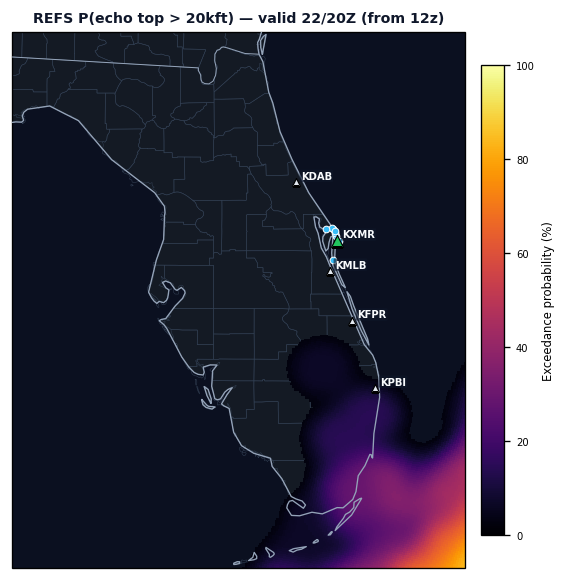 REFS P(echo top > 20kft) — valid 22/20Z (from 12z)
KDAB
KXMR
KMLB
KFPR
KPBI
100
80
60
40
20
0
Exceedance probability (%)